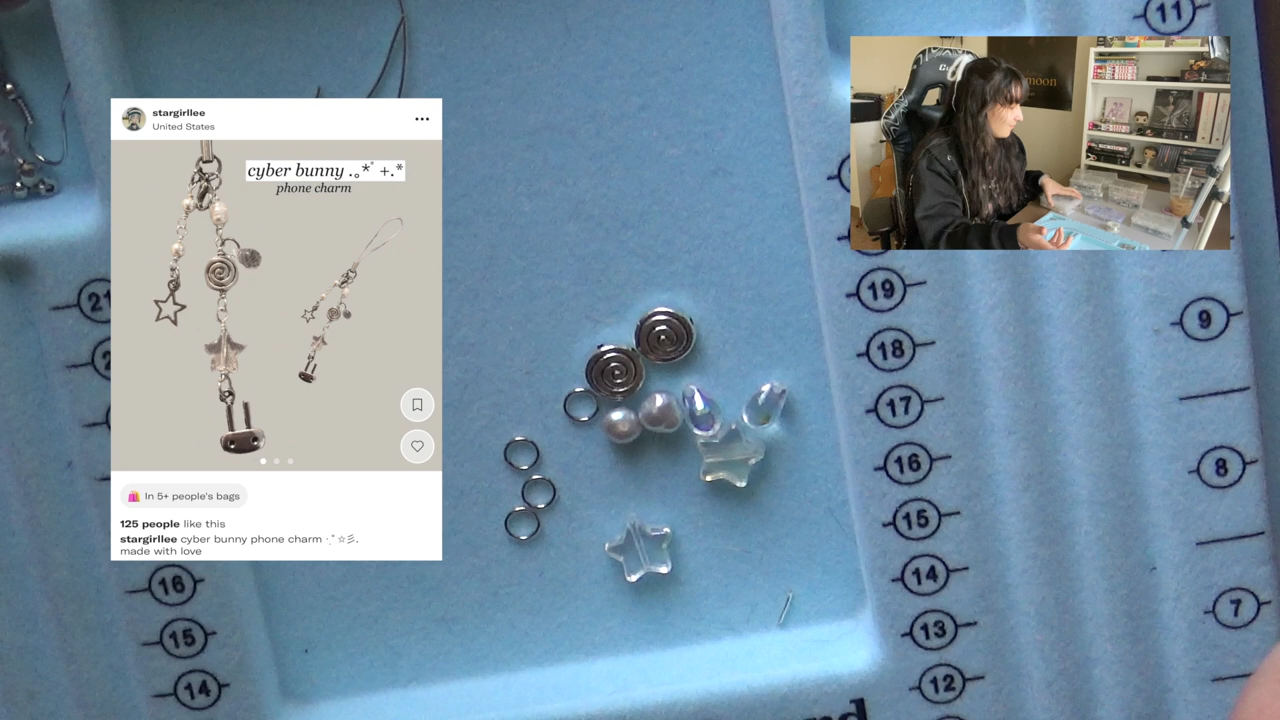 stargirllee
United States
cyber bunny .｡*ﾟ +.*
phone charm
🛍️ In 5+ people's bags
125 people like this
stargirllee cyber bunny phone charm ·˚ ☆彡.
made with love
moon
21
16
15
14
11
19
18
17
16
15
14
13
12
9
8
7